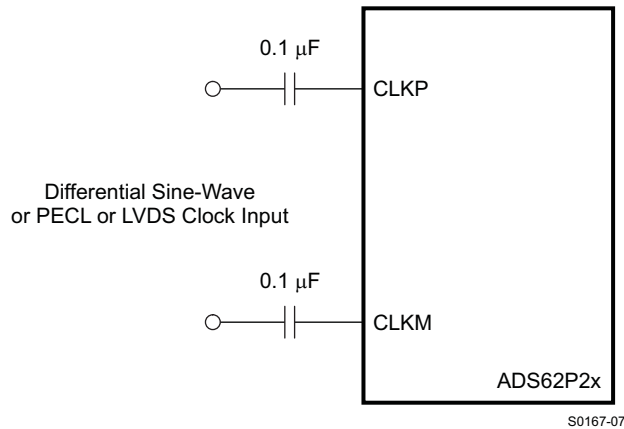 0.1 μF
CLKP
Differential Sine-Wave
or PECL or LVDS Clock Input
0.1 μF
CLKM
ADS62P2x
S0167-07